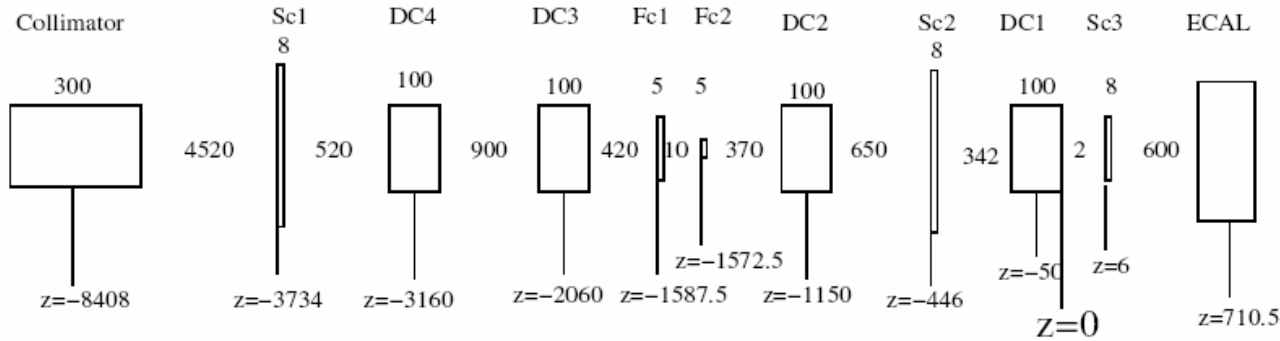 Collimator Sc1 DC4 DC3 Fc1 Fc2 DC2 Sc2 DC1 Sc3 ECAL
300 8 100 100 5 5 100 8 100 8
4520 520 900 420 10 370 650 342 2 600
z=−8408 z=−3734 z=−3160 z=−2060 z=−1587.5 z=−1572.5 z=−1150 z=−446 z=−50 z=6 z=710.5
z=0